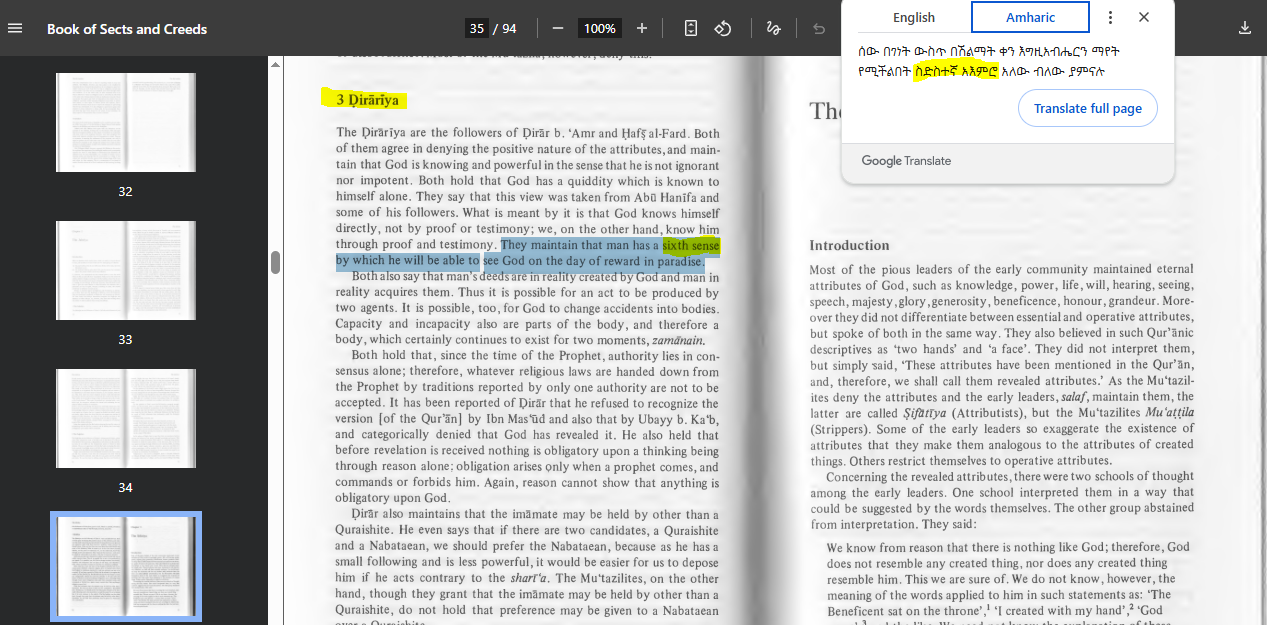 Book of Sects and Creeds
35 / 94
100%
English
Amharic
ሰው በገነት ውስጥ በሽልማት ቀን እግዚአብሔርን ማየት
የሚችልበት ስድስተኛ አእምሮ አለው ብለው ያምናሉ
Translate full page
Google Translate
32
33
34
3 Ḍirārīya
The Ḍirārīya are the followers of Ḍirār b. ‘Amr and Ḥafṣ al-Fard. Both
of them agree in denying the positive nature of the attributes, and main-
tain that God is knowing and powerful in the sense that he is not ignorant
nor impotent. Both hold that God has a quiddity which is known to
himself alone. They say that this view was taken from Abū Hanīfa and
some of his followers. What is meant by it is that God knows himself
directly, not by proof or testimony; we, on the other hand, know him
through proof and testimony. They maintain that man has a sixth sense
by which he will be able to see God on the day of reward in paradise.
Both also say that man's deeds are in reality created by God and man in
reality acquires them. Thus it is possible for an act to be produced by
two agents. It is possible, too, for God to change accidents into bodies.
Capacity and incapacity also are parts of the body, and therefore a
body, which certainly continues to exist for two moments, zamānain.
Both hold that, since the time of the Prophet, authority lies in con-
sensus alone; therefore, whatever religious laws are handed down from
the Prophet by traditions reported by only one authority are not to be
accepted. It has been reported of Ḍirār that he refused to recognize the
version [of the Qur’ān] by Ibn Mas‘ūd and also that by Ubayy b. Ka‘b,
and categorically denied that God has revealed it. He also held that
before revelation is received nothing is obligatory upon a thinking being
through reason alone; obligation arises only when a prophet comes, and
commands or forbids him. Again, reason cannot show that anything is
obligatory upon God.
Ḍirār also maintains that the imāmate may be held by other than a
Quraishite. He even says that if there are two candidates, a Quraishite
and a Nabataean, we should prefer the Nabataean, because as he has a
small following and is less powerful, it would be easier for us to depose
him if he acts contrary to the sharī‘a. The Mu‘tazilites, on the other
hand, though they grant that the imāmate may be held by other than a
Quraishite, do not hold that preference may be given to a Nabataean
over a Quraishite.
Introduction
Most of the pious leaders of the early community maintained eternal
attributes of God, such as knowledge, power, life, will, hearing, seeing,
speech, majesty, glory, generosity, beneficence, honour, grandeur. More-
over they did not differentiate between essential and operative attributes,
but spoke of both in the same way. They also believed in such Qur’ānic
descriptives as ‘two hands’ and ‘a face’. They did not interpret them,
but simply said, ‘These attributes have been mentioned in the Qur’ān,
and, therefore, we shall call them revealed attributes.’ As the Mu‘tazil-
ites deny the attributes and the early leaders, salaf, maintain them, the
latter are called Ṣifātīya (Attributists), but the Mu‘tazilites Mu‘aṭṭila
(Strippers). Some of the early leaders so exaggerate the existence of
attributes that they make them analogous to the attributes of created
things. Others restrict themselves to operative attributes.
Concerning the revealed attributes, there were two schools of thought
among the early leaders. One school interpreted them in a way that
could be suggested by the words themselves. The other group abstained
from interpretation. They said:
We know from reason that there is nothing like God; therefore, God
does not resemble any created thing, nor does any created thing
resemble him. This we are sure of. We do not know, however, the
meaning of the words applied to him in such statements as: ‘The
Beneficent sat on the throne’,¹ ‘I created with my hand’,² ‘God